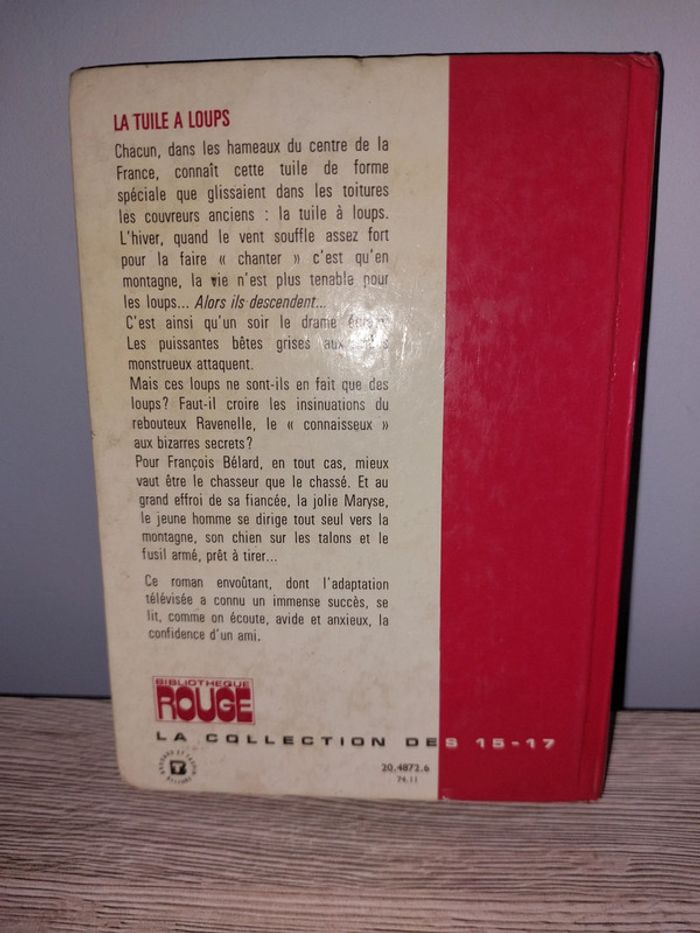 LA TUILE A LOUPS
Chacun, dans les hameaux du centre de la
France, connaît cette tuile de forme
spéciale que glissaient dans les toitures
les couvreurs anciens : la tuile à loups.
L'hiver, quand le vent souffle assez fort
pour la faire « chanter » c'est qu'en
montagne, la vie n'est plus tenable pour
les loups... Alors ils descendent...
C'est ainsi qu'un soir le drame
Les puissantes bêtes grises aux
monstrueux attaquent.
Mais ces loups ne sont-ils en fait que des
loups? Faut-il croire les insinuations du
rebouteux Ravenelle, le « connaisseux »
aux bizarres secrets?
Pour François Bélard, en tout cas, mieux
vaut être le chasseur que le chassé. Et au
grand effroi de sa fiancée, la jolie Maryse,
le jeune homme se dirige tout seul vers la
montagne, son chien sur les talons et le
fusil armé, prêt à tirer...
Ce roman envoûtant, dont l'adaptation
télévisée a connu un immense succès, se
lit, comme on écoute, avide et anxieux, la
confidence d'un ami.
BIBLIOTHEQUE
ROUGE
LA COLLECTION DES 15-17
20.4872.6
74.11